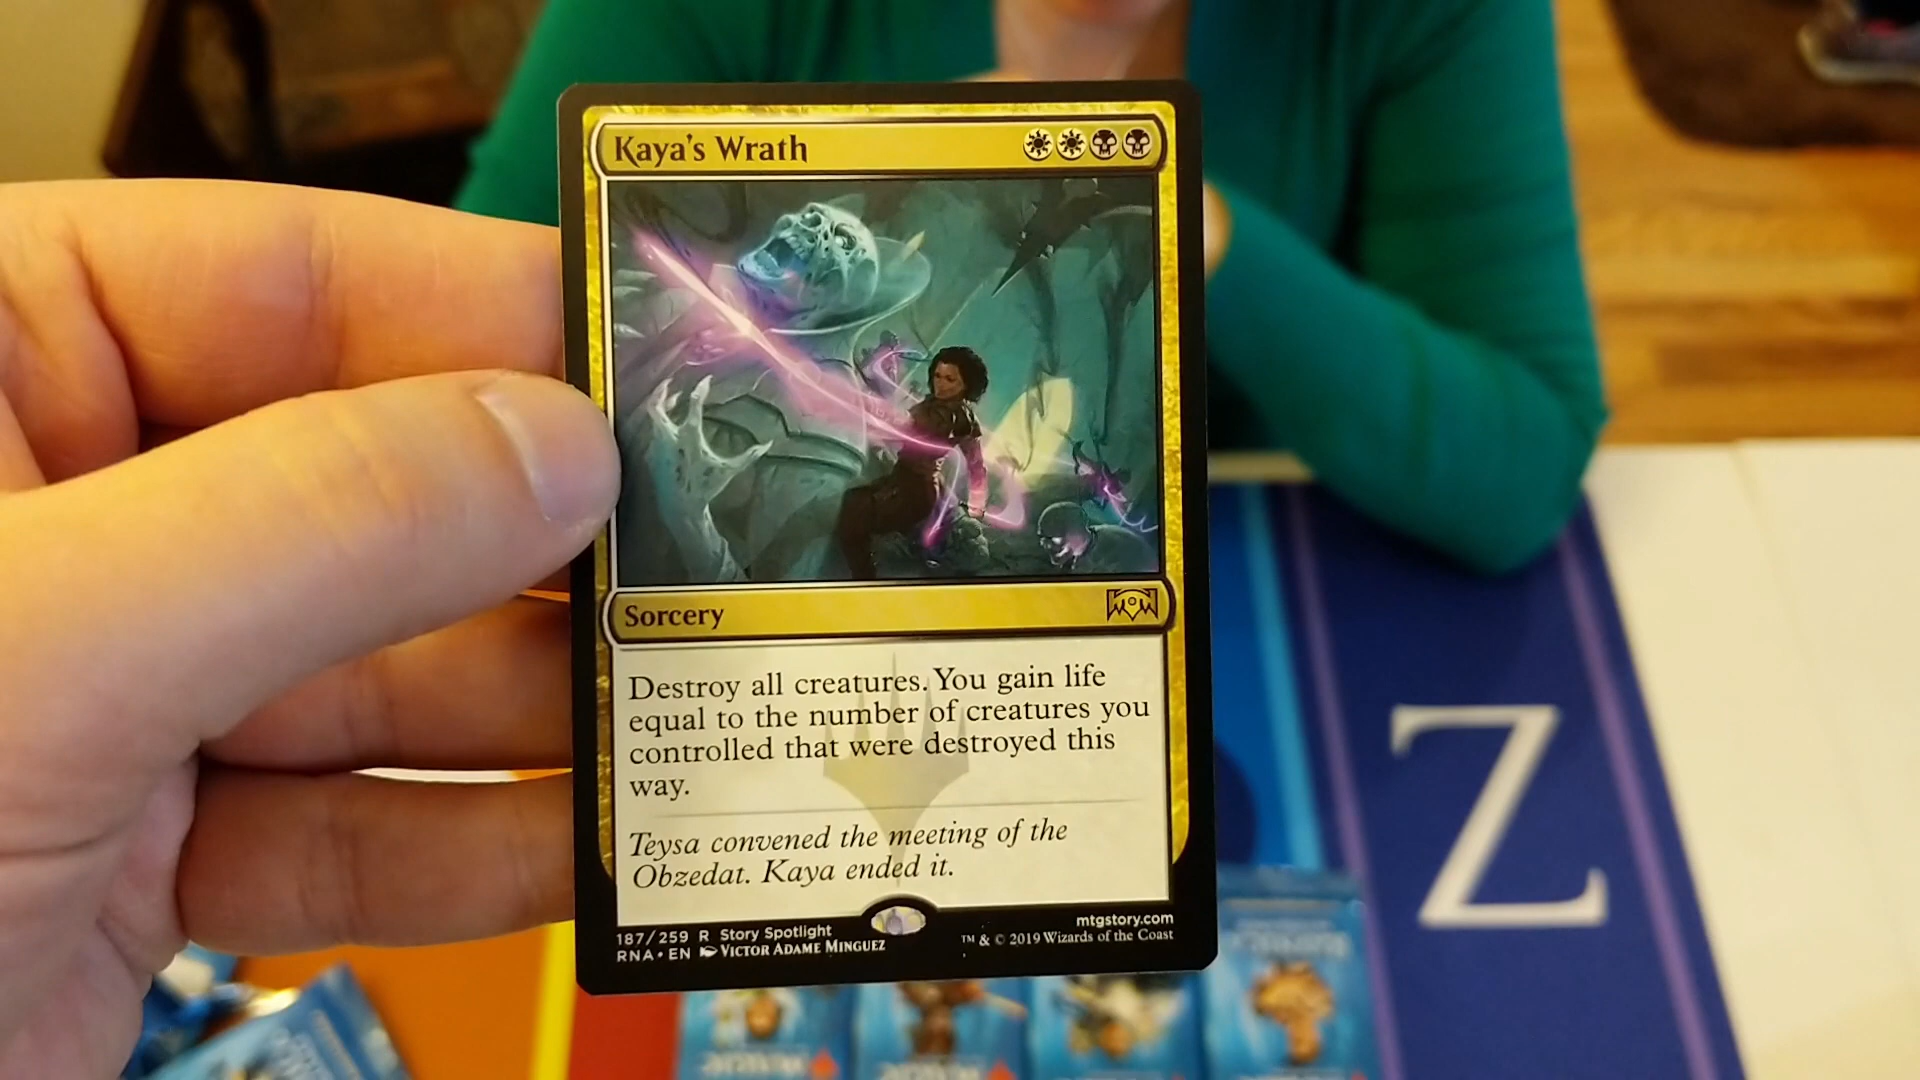 Kaya's Wrath
Sorcery
Destroy all creatures. You gain life
equal to the number of creatures you
controlled that were destroyed this
way.
Teysa convened the meeting of the
Obzedat. Kaya ended it.
187/259 R Story Spotlight
RNA • EN Victor Adame Minguez
mtgstory.com
™ & © 2019 Wizards of the Coast
Z